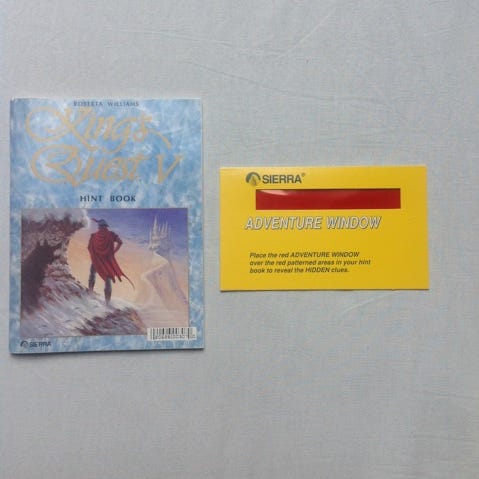 ROBERTA WILLIAMS
King's
Quest V
HINT BOOK
SIERRA
SIERRA®
ADVENTURE WINDOW
Place the red ADVENTURE WINDOW
over the red patterned areas in your hint
book to reveal the HIDDEN clues.